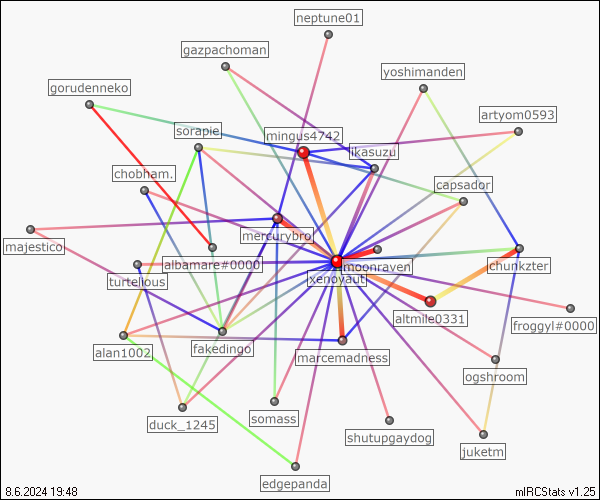 neptune01
gazpachoman
yoshimanden
gorudenneko
artyom0593
sorapie
mingus4742
ikasuzu
chobham.
capsador
mercurybro
majestico
albamare#0000
moonraven
chunkzter
turtelious
xenoyaut
altmile0331
froggyl#0000
alan1002
fakedingo
marcemadness
ogshroom
duck_1245
somass
shutupgaydog
juketm
edgepanda
8.6.2024 19:48
mIRCStats v1.25